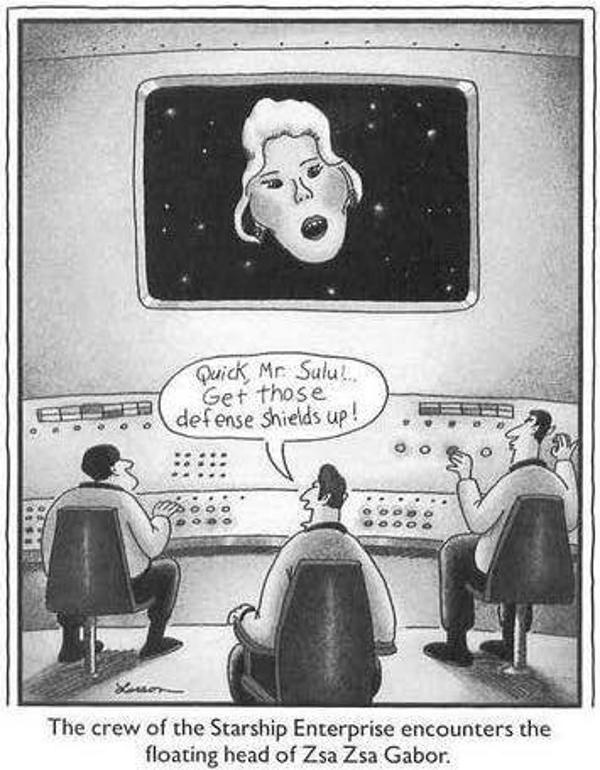 Quick, Mr. Sulu!..
Get those
defense shields up!
Larson
The crew of the Starship Enterprise encounters the
floating head of Zsa Zsa Gabor.